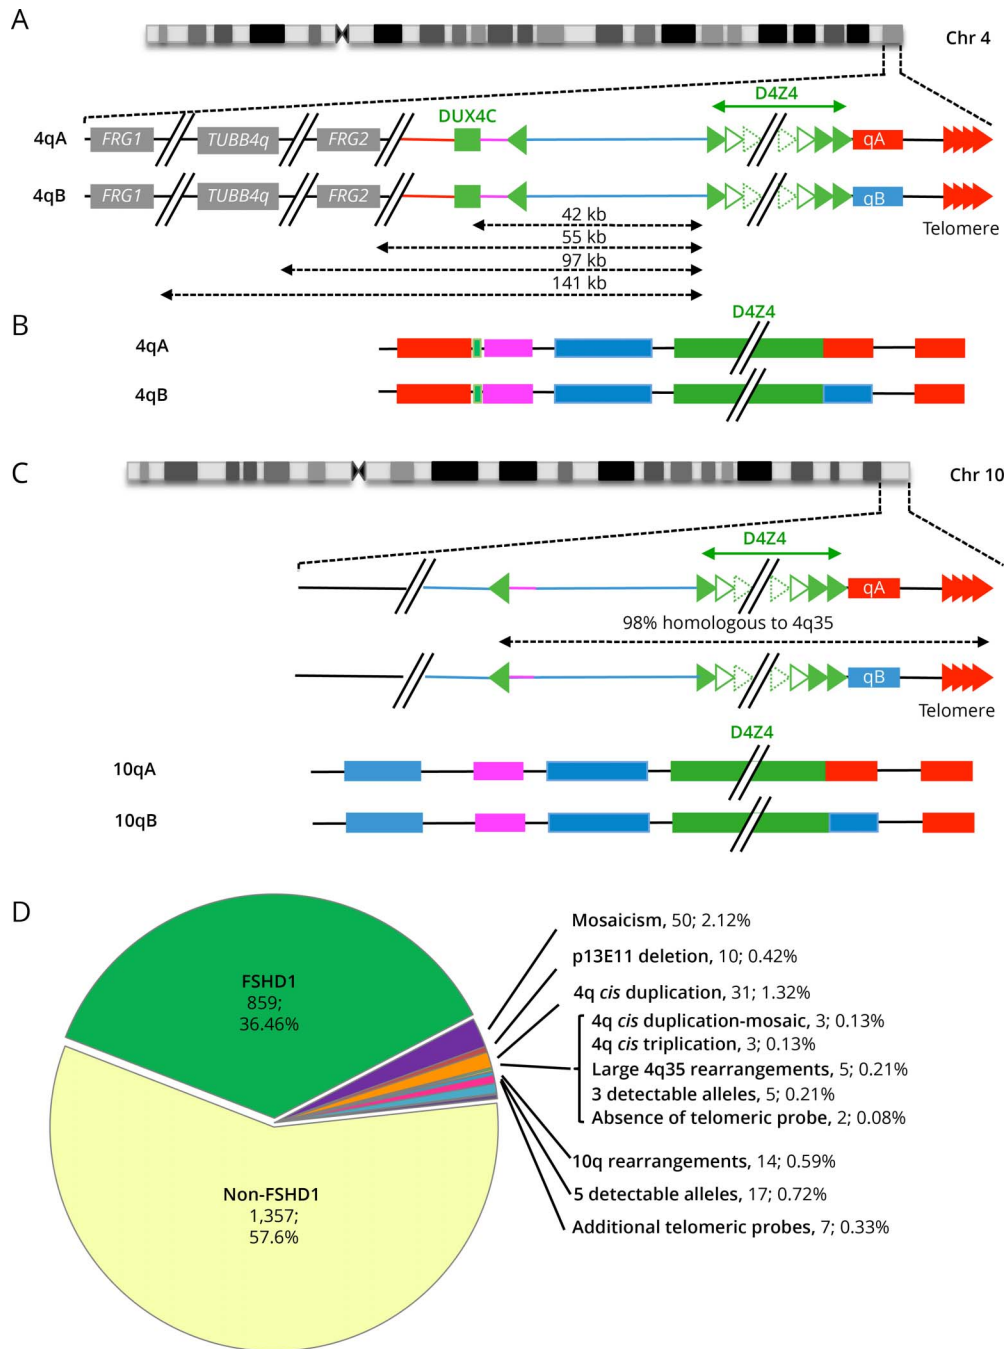 A
Chr 4
D4Z4
DUX4C
4qA FRG1 TUBB4q FRG2 qA
4qB FRG1 TUBB4q FRG2 qB
42 kb
Telomere
55 kb
97 kb
141 kb
B
D4Z4
4qA
4qB
C
Chr 10
D4Z4
qA
98% homologous to 4q35
qB
Telomere
D4Z4
10qA
10qB
D
Mosaicism, 50; 2.12%
p13E11 deletion, 10; 0.42%
4q cis duplication, 31; 1.32%
4q cis duplication-mosaic, 3; 0.13%
4q cis triplication, 3; 0.13%
Large 4q35 rearrangements, 5; 0.21%
3 detectable alleles, 5; 0.21%
Absence of telomeric probe, 2; 0.08%
10q rearrangements, 14; 0.59%
5 detectable alleles, 17; 0.72%
Additional telomeric probes, 7; 0.33%
FSHD1
859;
36.46%
Non-FSHD1
1,357;
57.6%